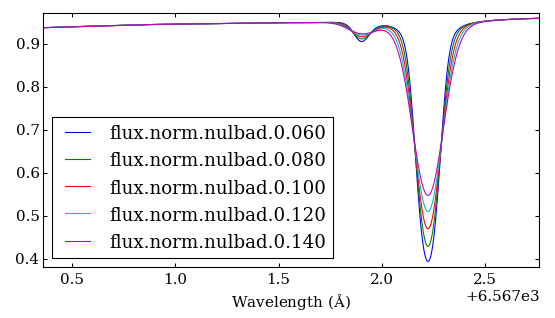 0.9
0.8
0.7
0.6
0.5
0.4
flux.norm.nulbad.0.060
flux.norm.nulbad.0.080
flux.norm.nulbad.0.100
flux.norm.nulbad.0.120
flux.norm.nulbad.0.140
0.5 1.0 1.5 2.0 2.5
+6.567e3
Wavelength (Å)